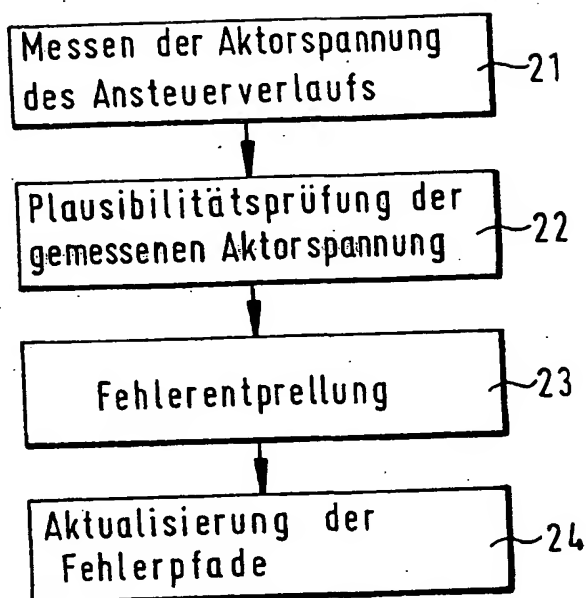 Messen der Aktorspannung
des Ansteuerverlaufs
21
Plausibilitätsprüfung der
gemessenen Aktorspannung
22
Fehlerentprellung
23
Aktualisierung der
Fehlerpfade
24